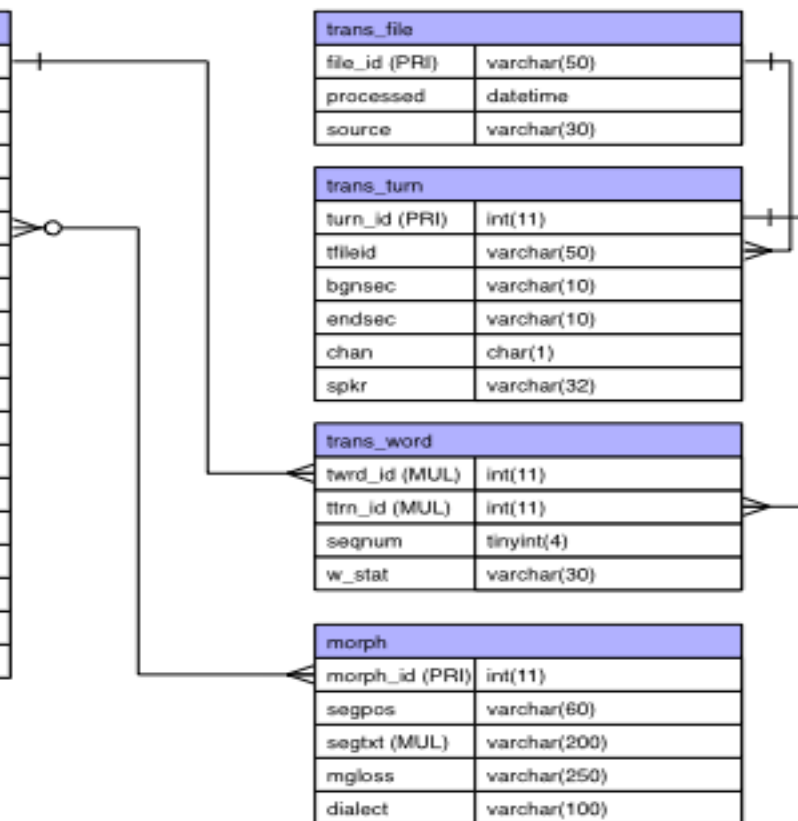 trans_file
file_id (PRI) varchar(50)
processed datetime
source varchar(30)
trans_turn
turn_id (PRI) int(11)
tfileid varchar(50)
bgnsec varchar(10)
endsec varchar(10)
chan char(1)
spkr varchar(32)
trans_word
twrd_id (MUL) int(11)
ttrn_id (MUL) int(11)
seqnum tinyint(4)
w_stat varchar(30)
morph
morph_id (PRI) int(11)
segpos varchar(60)
segtxt (MUL) varchar(200)
mgloss varchar(250)
dialect varchar(100)